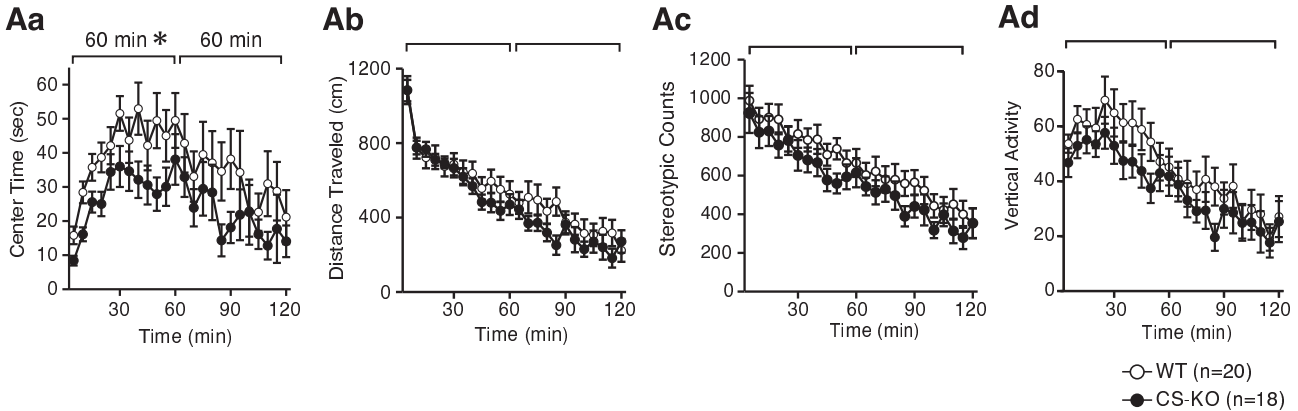 Aa
Ab
Ac
Ad
60 min *
60 min
Center Time (sec)
60
50
40
30
20
10
0
30
60
90
120
Time (min)
Distance Traveled (cm)
1200
800
400
0
30
60
90
120
Time (min)
Stereotypic Counts
1200
1000
800
600
400
200
0
30
60
90
120
Time (min)
Vertical Activity
80
60
40
20
0
30
60
90
120
Time (min)
WT (n=20)
CS-KO (n=18)